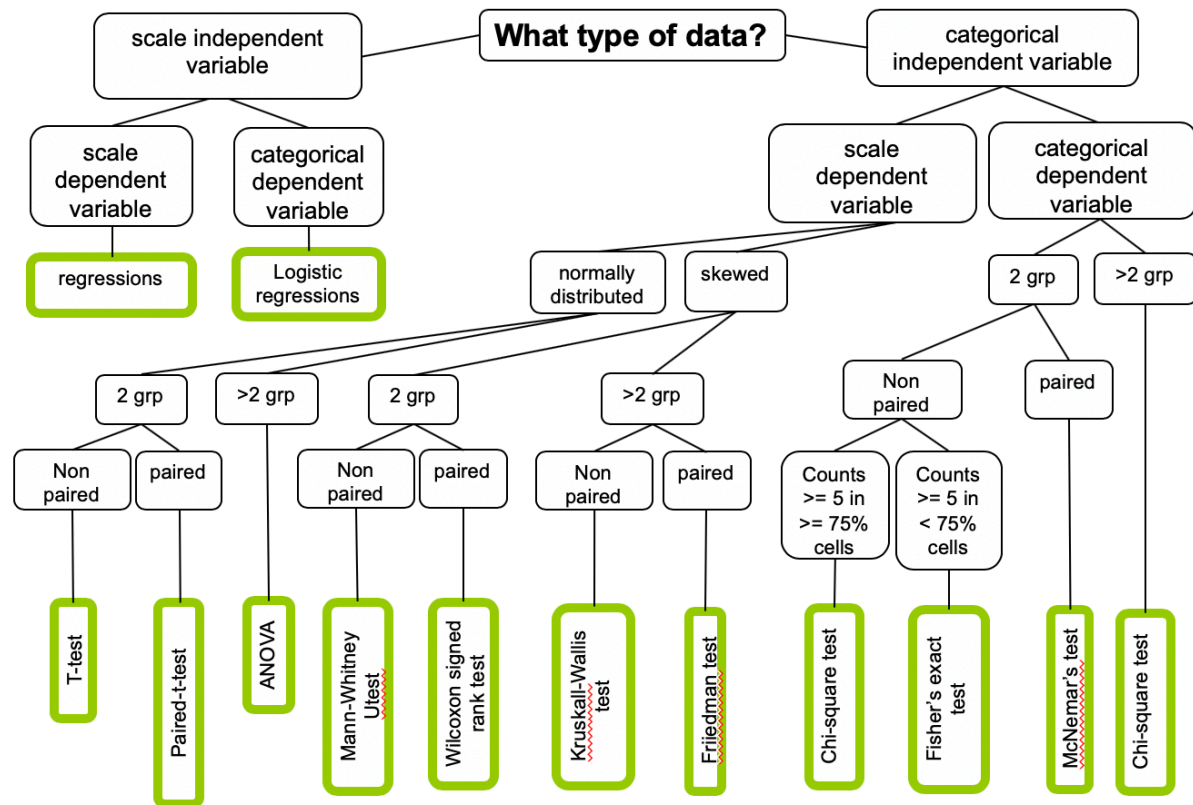 What type of data?
scale independent
variable
categorical
independent variable
scale
dependent
variable
categorical
dependent
variable
scale
dependent
variable
categorical
dependent
variable
regressions
Logistic
regressions
normally
distributed
skewed
2 grp
>2 grp
2 grp
>2 grp
2 grp
>2 grp
Non
paired
paired
Non
paired
paired
Non
paired
paired
Non
paired
paired
Counts
>= 5 in
>= 75%
cells
Counts
>= 5 in
< 75%
cells
T-test
Paired-t-test
ANOVA
Mann-Whitney
Utest
Wilcoxon signed
rank test
Kruskall-Wallis
test
Friiedman test
Chi-square test
Fisher's exact
test
McNemar's test
Chi-square test